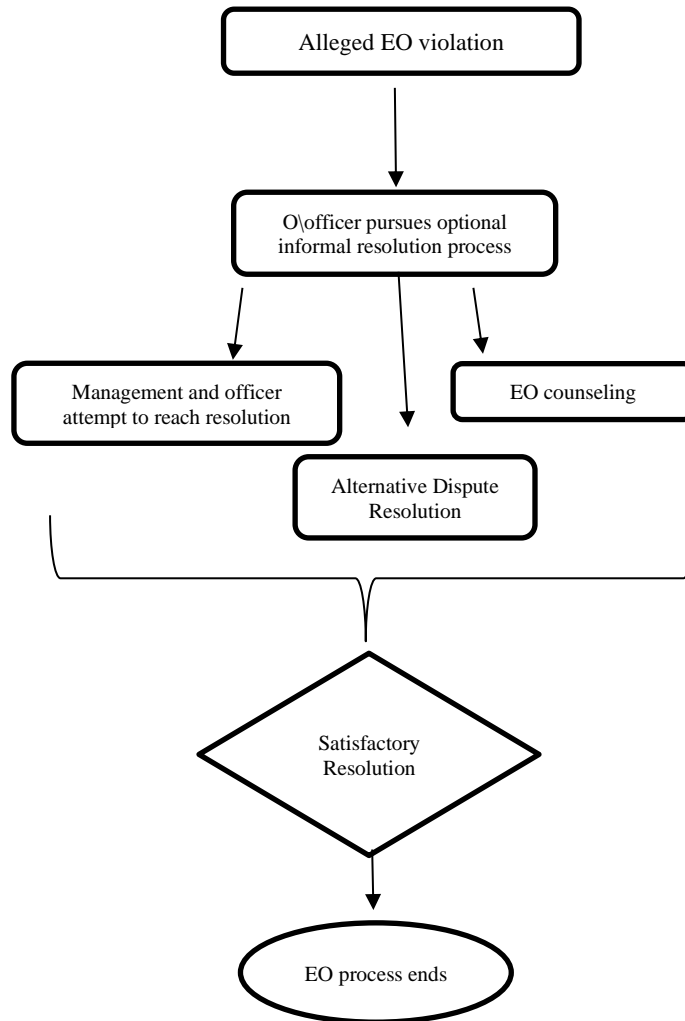 Alleged EO violation
O\officer pursues optional
informal resolution process
Management and officer
attempt to reach resolution
EO counseling
Alternative Dispute
Resolution
Satisfactory
Resolution
EO process ends